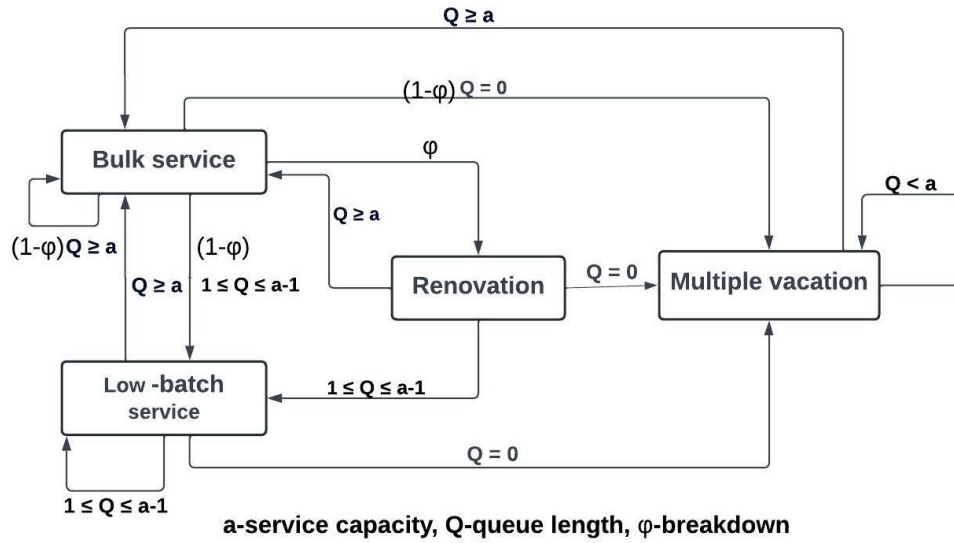 Q ≥ a
(1-φ) Q = 0
Bulk service
φ
Q < a
Q ≥ a
(1-φ) Q ≥ a
(1-φ)
Q ≥ a
1 ≤ Q ≤ a-1
Renovation
Q = 0
Multiple vacation
Low -batch
service
1 ≤ Q ≤ a-1
Q = 0
1 ≤ Q ≤ a-1
a-service capacity, Q-queue length, φ-breakdown